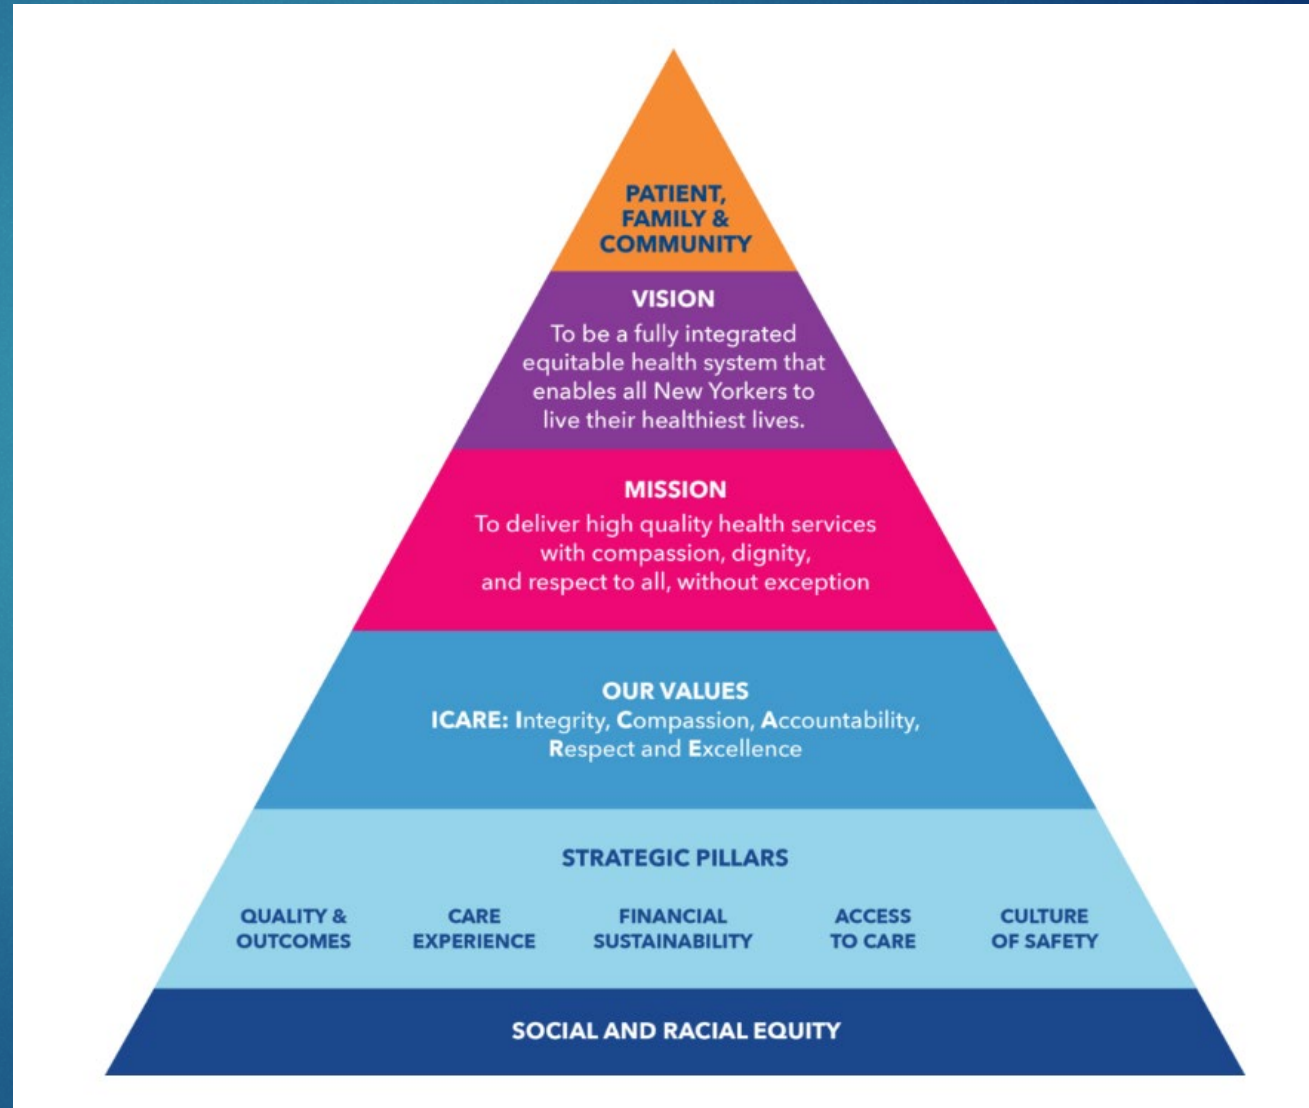 PATIENT,
FAMILY &
COMMUNITY
VISION
To be a fully integrated
equitable health system that
enables all New Yorkers to
live their healthiest lives.
MISSION
To deliver high quality health services
with compassion, dignity,
and respect to all, without exception
OUR VALUES
ICARE: Integrity, Compassion, Accountability,
Respect and Excellence
STRATEGIC PILLARS
QUALITY &
OUTCOMES
CARE
EXPERIENCE
FINANCIAL
SUSTAINABILITY
ACCESS
TO CARE
CULTURE
OF SAFETY
SOCIAL AND RACIAL EQUITY